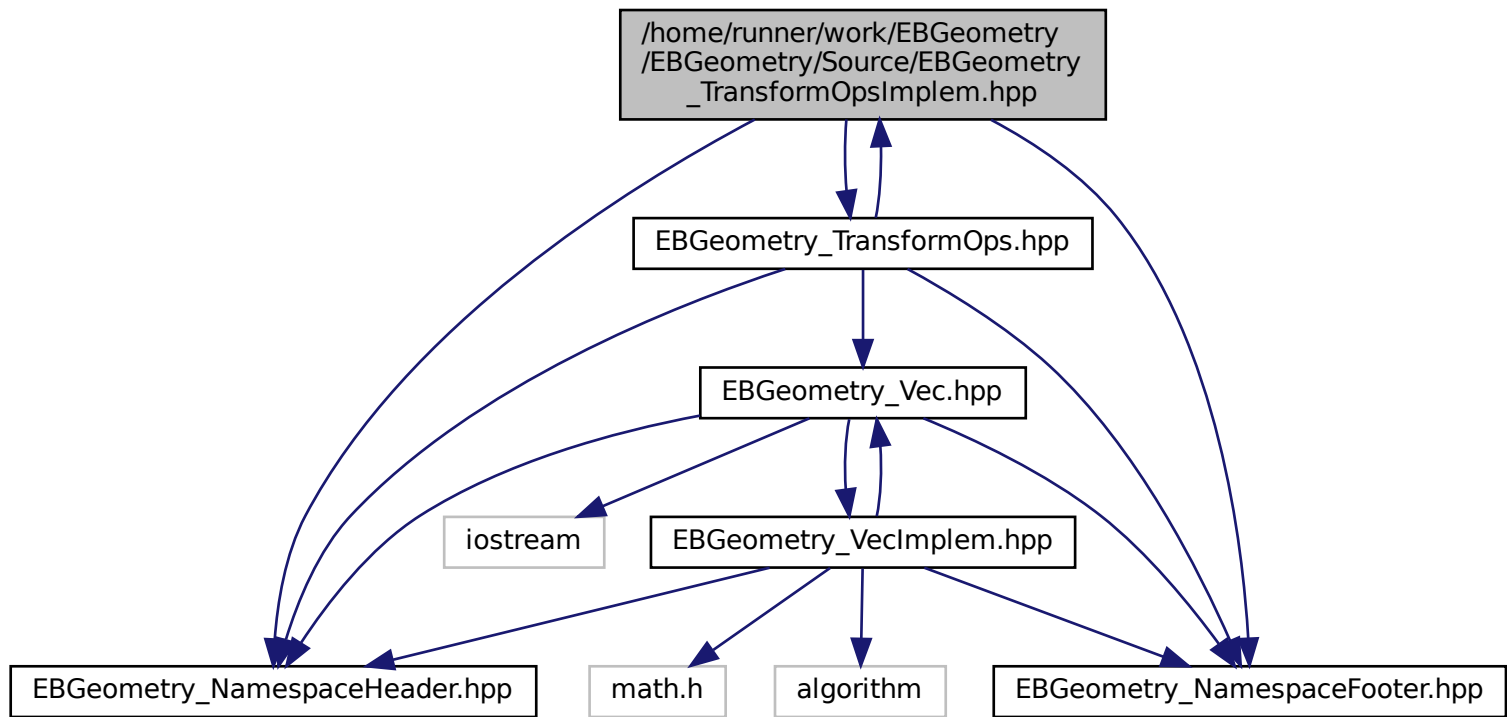 /home/runner/work/EBGeometry
/EBGeometry/Source/EBGeometry
_TransformOpsImplem.hpp
EBGeometry_TransformOps.hpp
EBGeometry_Vec.hpp
iostream
EBGeometry_VecImplem.hpp
EBGeometry_NamespaceHeader.hpp
math.h
algorithm
EBGeometry_NamespaceFooter.hpp